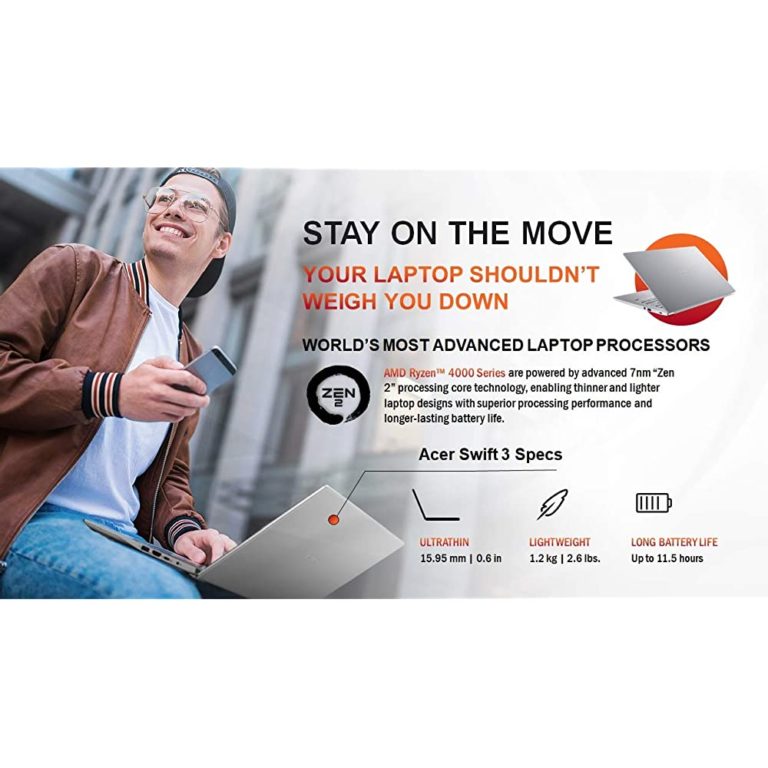 STAY ON THE MOVE
YOUR LAPTOP SHOULDN'T
WEIGH YOU DOWN
WORLD'S MOST ADVANCED LAPTOP PROCESSORS
ZEN
2
AMD Ryzen™ 4000 Series are powered by advanced 7nm “Zen
2” processing core technology, enabling thinner and lighter
laptop designs with superior processing performance and
longer-lasting battery life.
Acer Swift 3 Specs
ULTRATHIN
15.95 mm | 0.6 in
LIGHTWEIGHT
1.2 kg | 2.6 lbs.
LONG BATTERY LIFE
Up to 11.5 hours